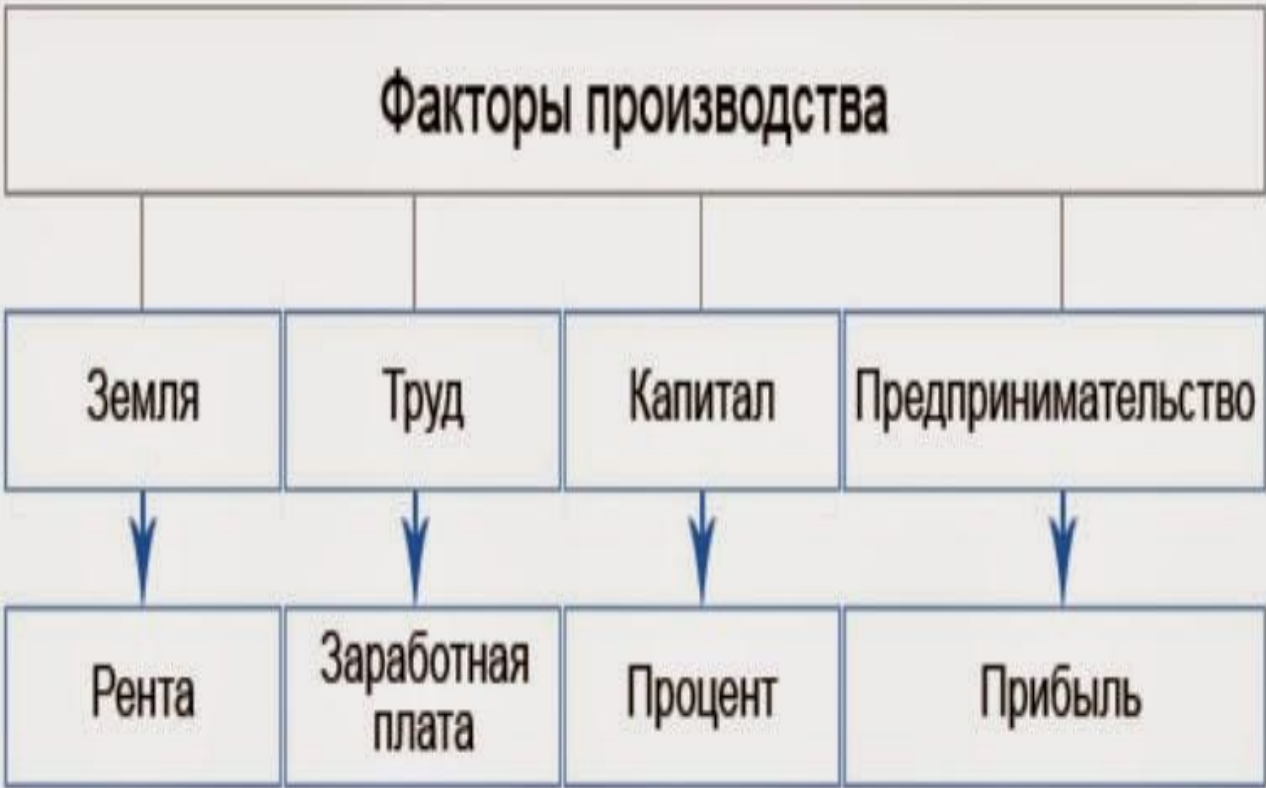 Факторы производства
Земля
Труд
Капитал
Предпринимательство
Рента
Заработная
плата
Процент
Прибыль